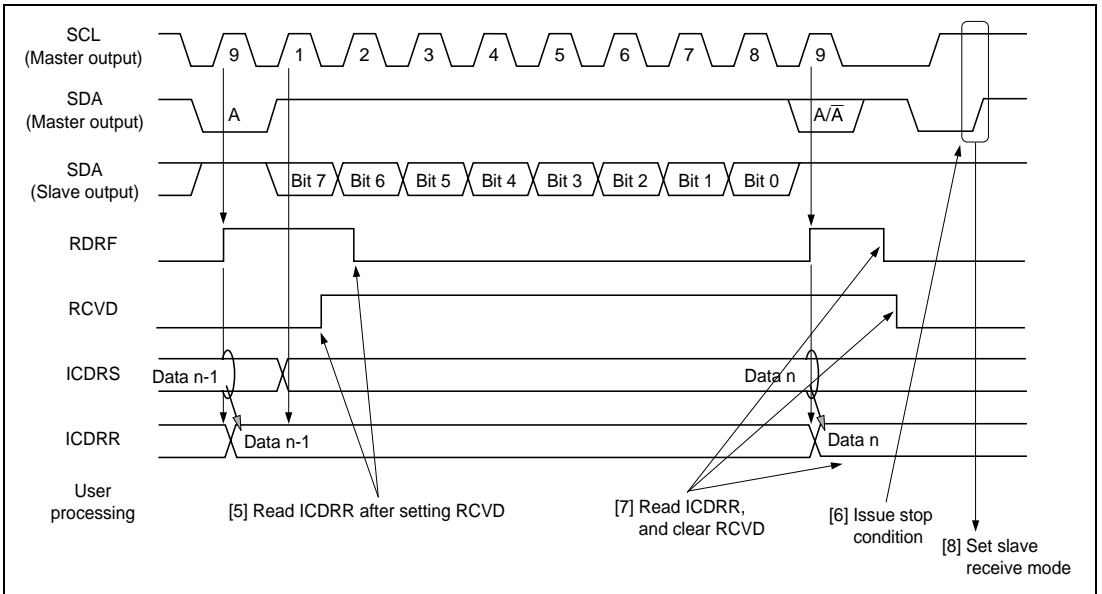 SCL
(Master output)
9 1 2 3 4 5 6 7 8 9
SDA
(Master output)
A A/A̅
SDA
(Slave output)
Bit 7 Bit 6 Bit 5 Bit 4 Bit 3 Bit 2 Bit 1 Bit 0
RDRF
RCVD
ICDRS
Data n-1 Data n
ICDRR
Data n-1 Data n
User
processing
[5] Read ICDRR after setting RCVD
[7] Read ICDRR,
and clear RCVD
[6] Issue stop
condition
[8] Set slave
receive mode